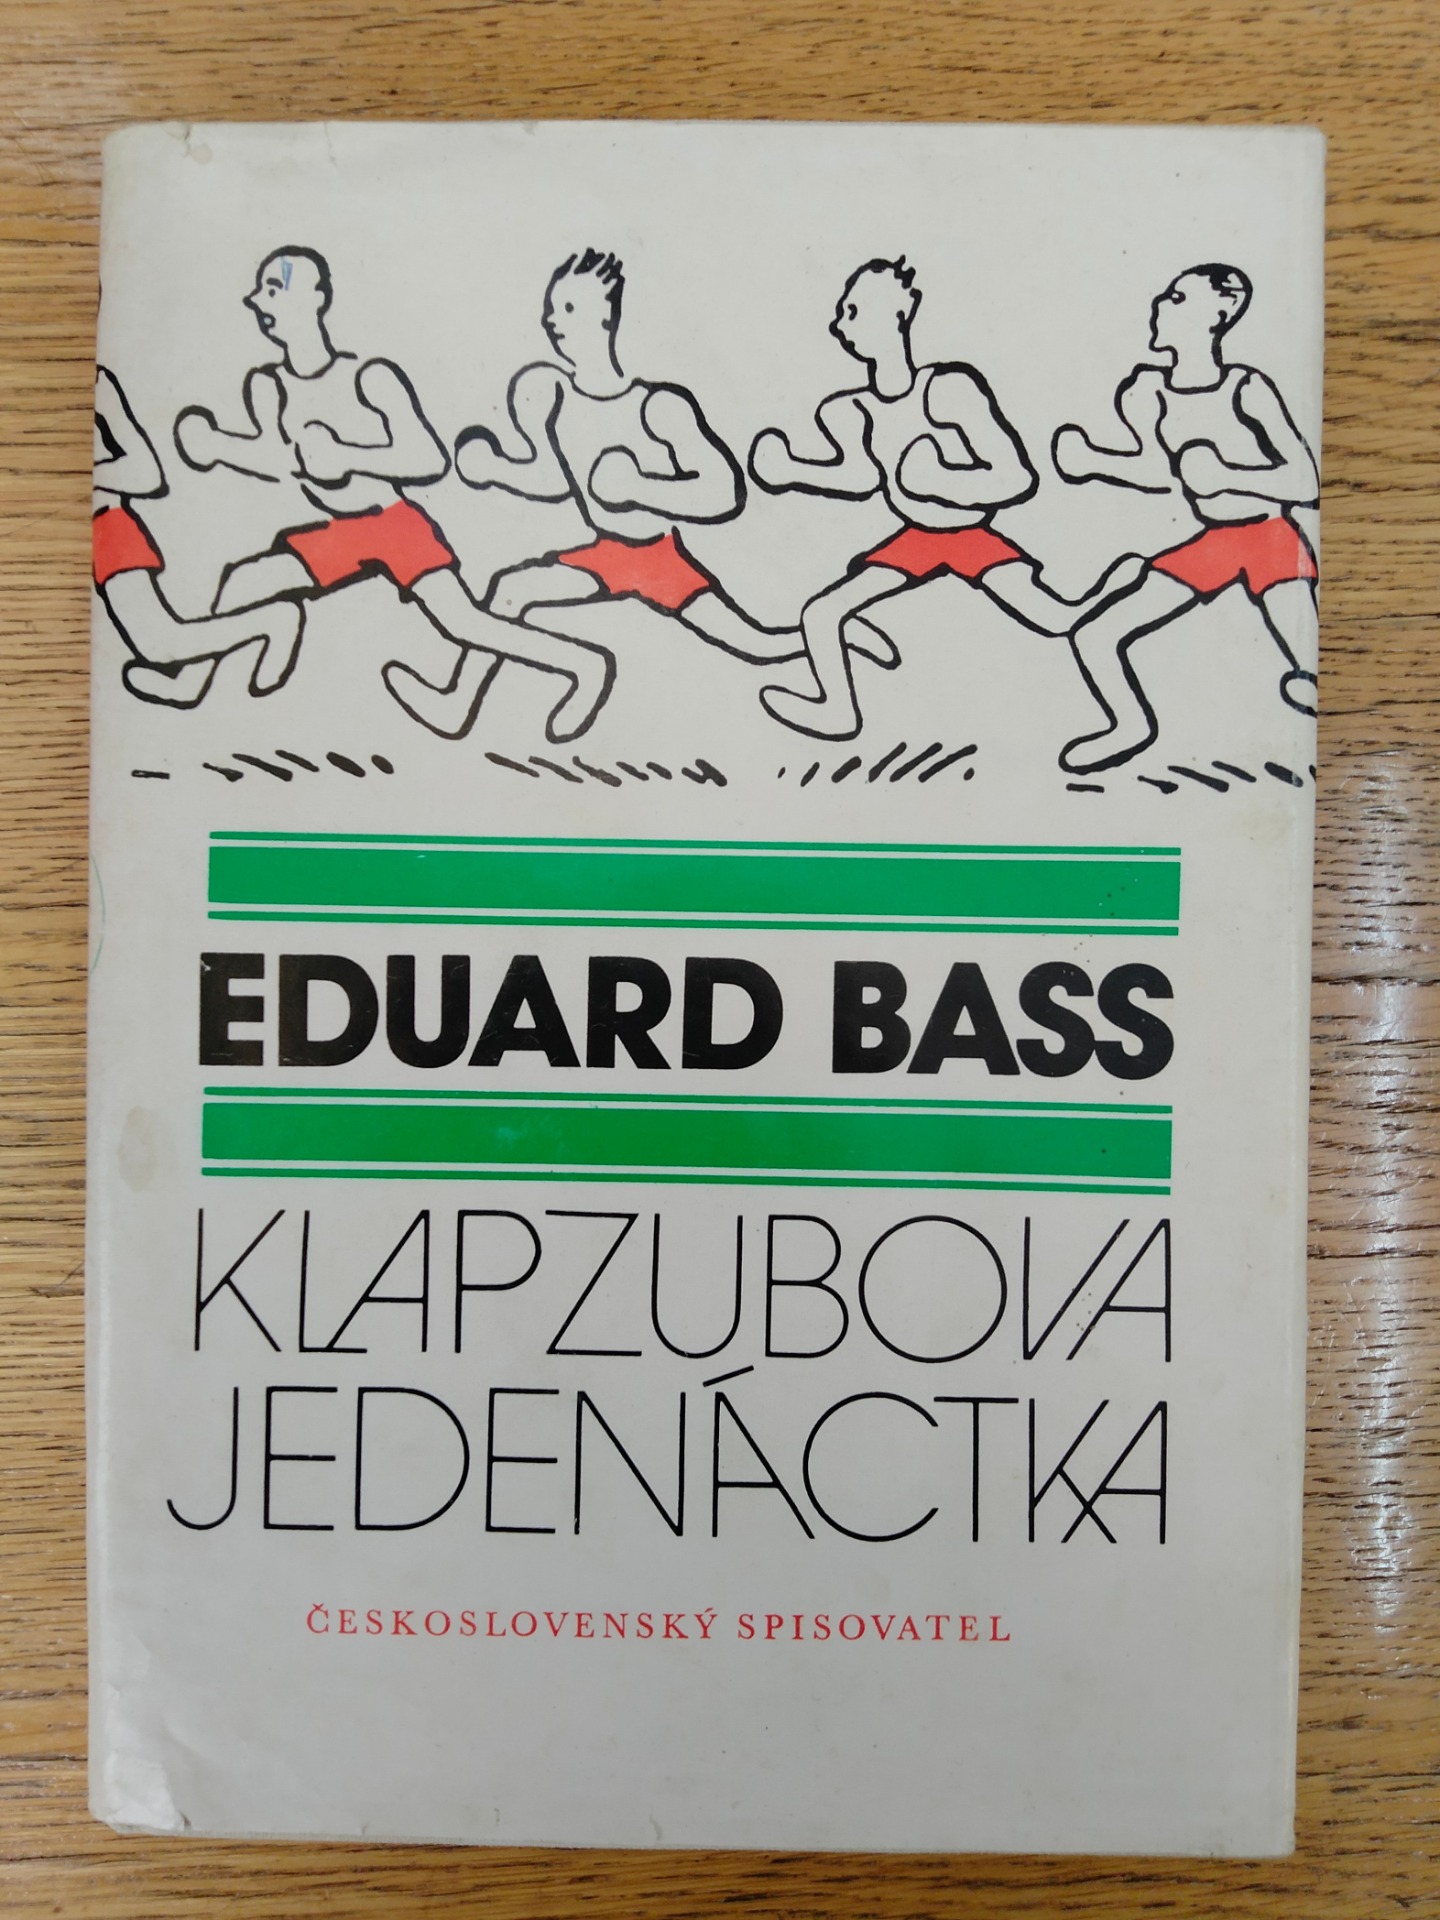 EDUARD BASS
KLAPZUBOVA
JEDENÁCTKA
ČESKOSLOVENSKÝ SPISOVATEL